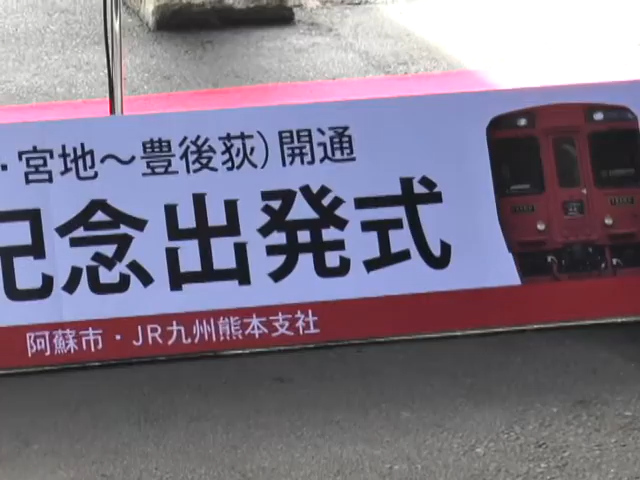 ・宮地～豊後荻）開通
記念出発式
阿蘇市・JR九州熊本支社